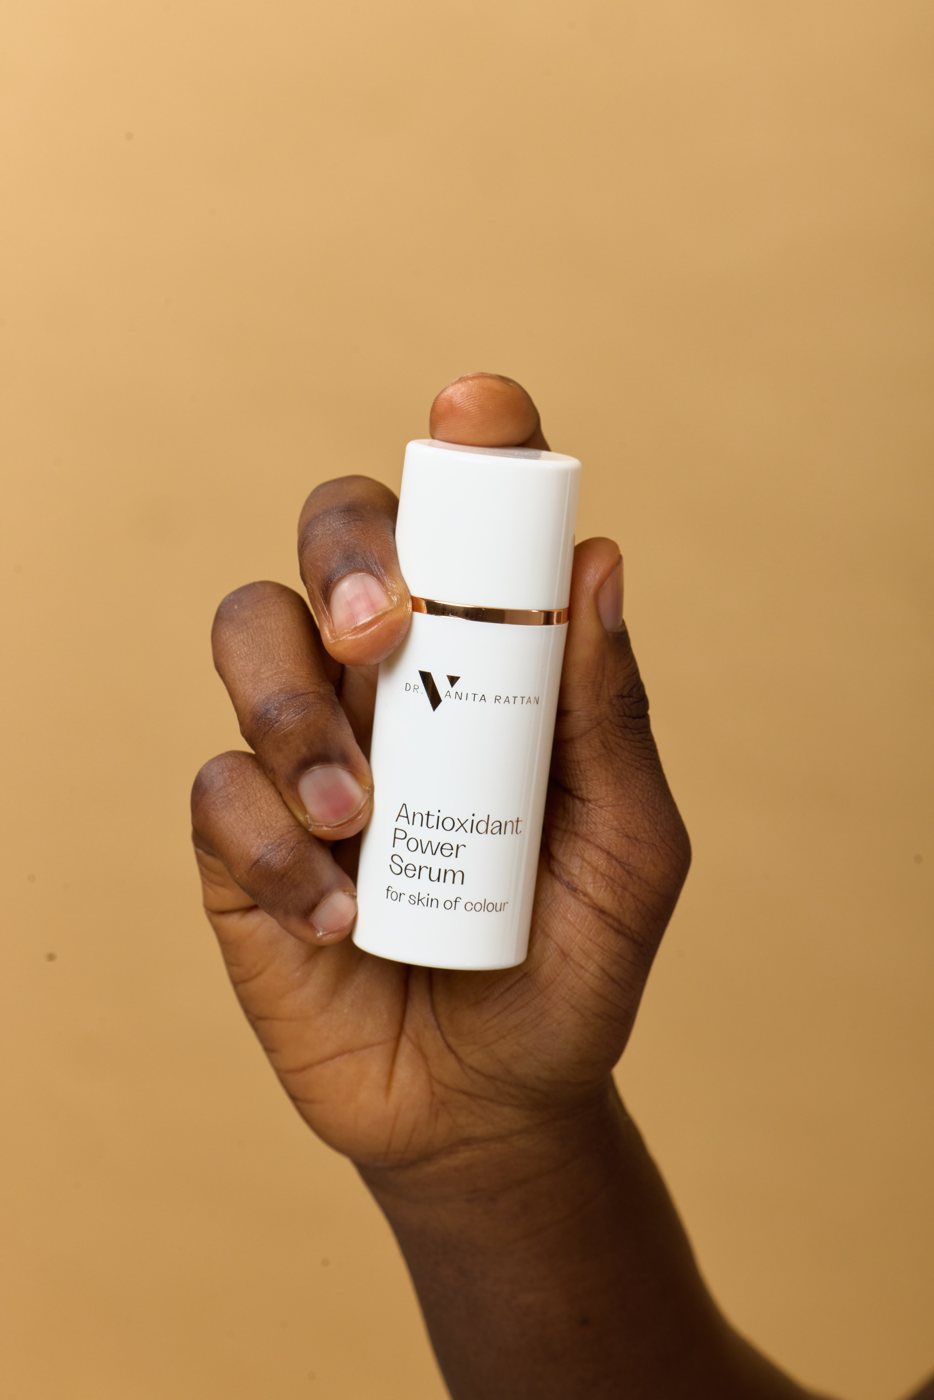 DR. VANITA RATTAN
Antioxidant
Power
Serum
for skin of colour